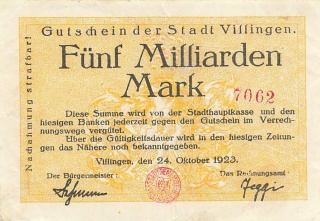 Gutschein der Stadt Villingen.
Fünf Milliarden
Mark
7062
Diese Summe wird von der Stadthauptkasse und den
hiesigen Banken jederzeit gegen den Gutschein im Verrech-
nungswege vergütet.
Über die Gültigkeitsdauer wird in den hiesigen Zeitun-
gen das Nähere noch bekanntgegeben.
Villingen, den 24. Oktober 1923.
Der Bürgermeister:
Das Rechnungsamt:
Nachahmung strafbar!